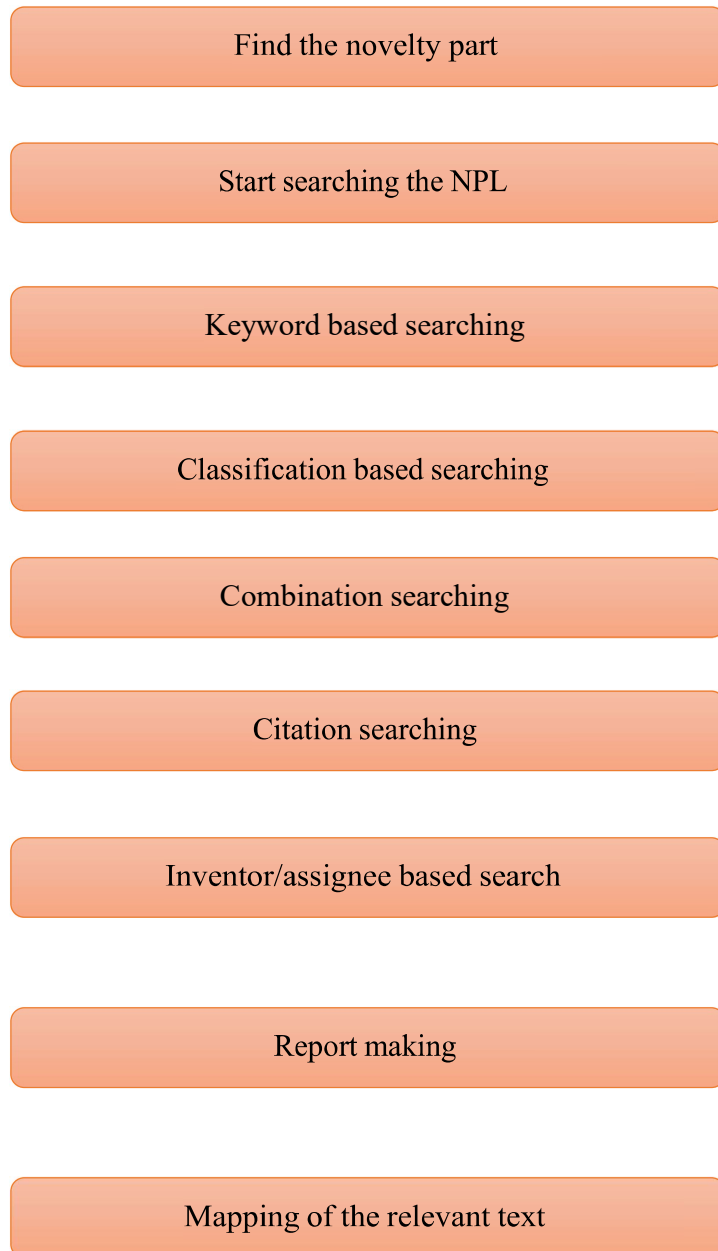 Find the novelty part
Start searching the NPL
Keyword based searching
Classification based searching
Combination searching
Citation searching
Inventor/assignee based search
Report making
Mapping of the relevant text